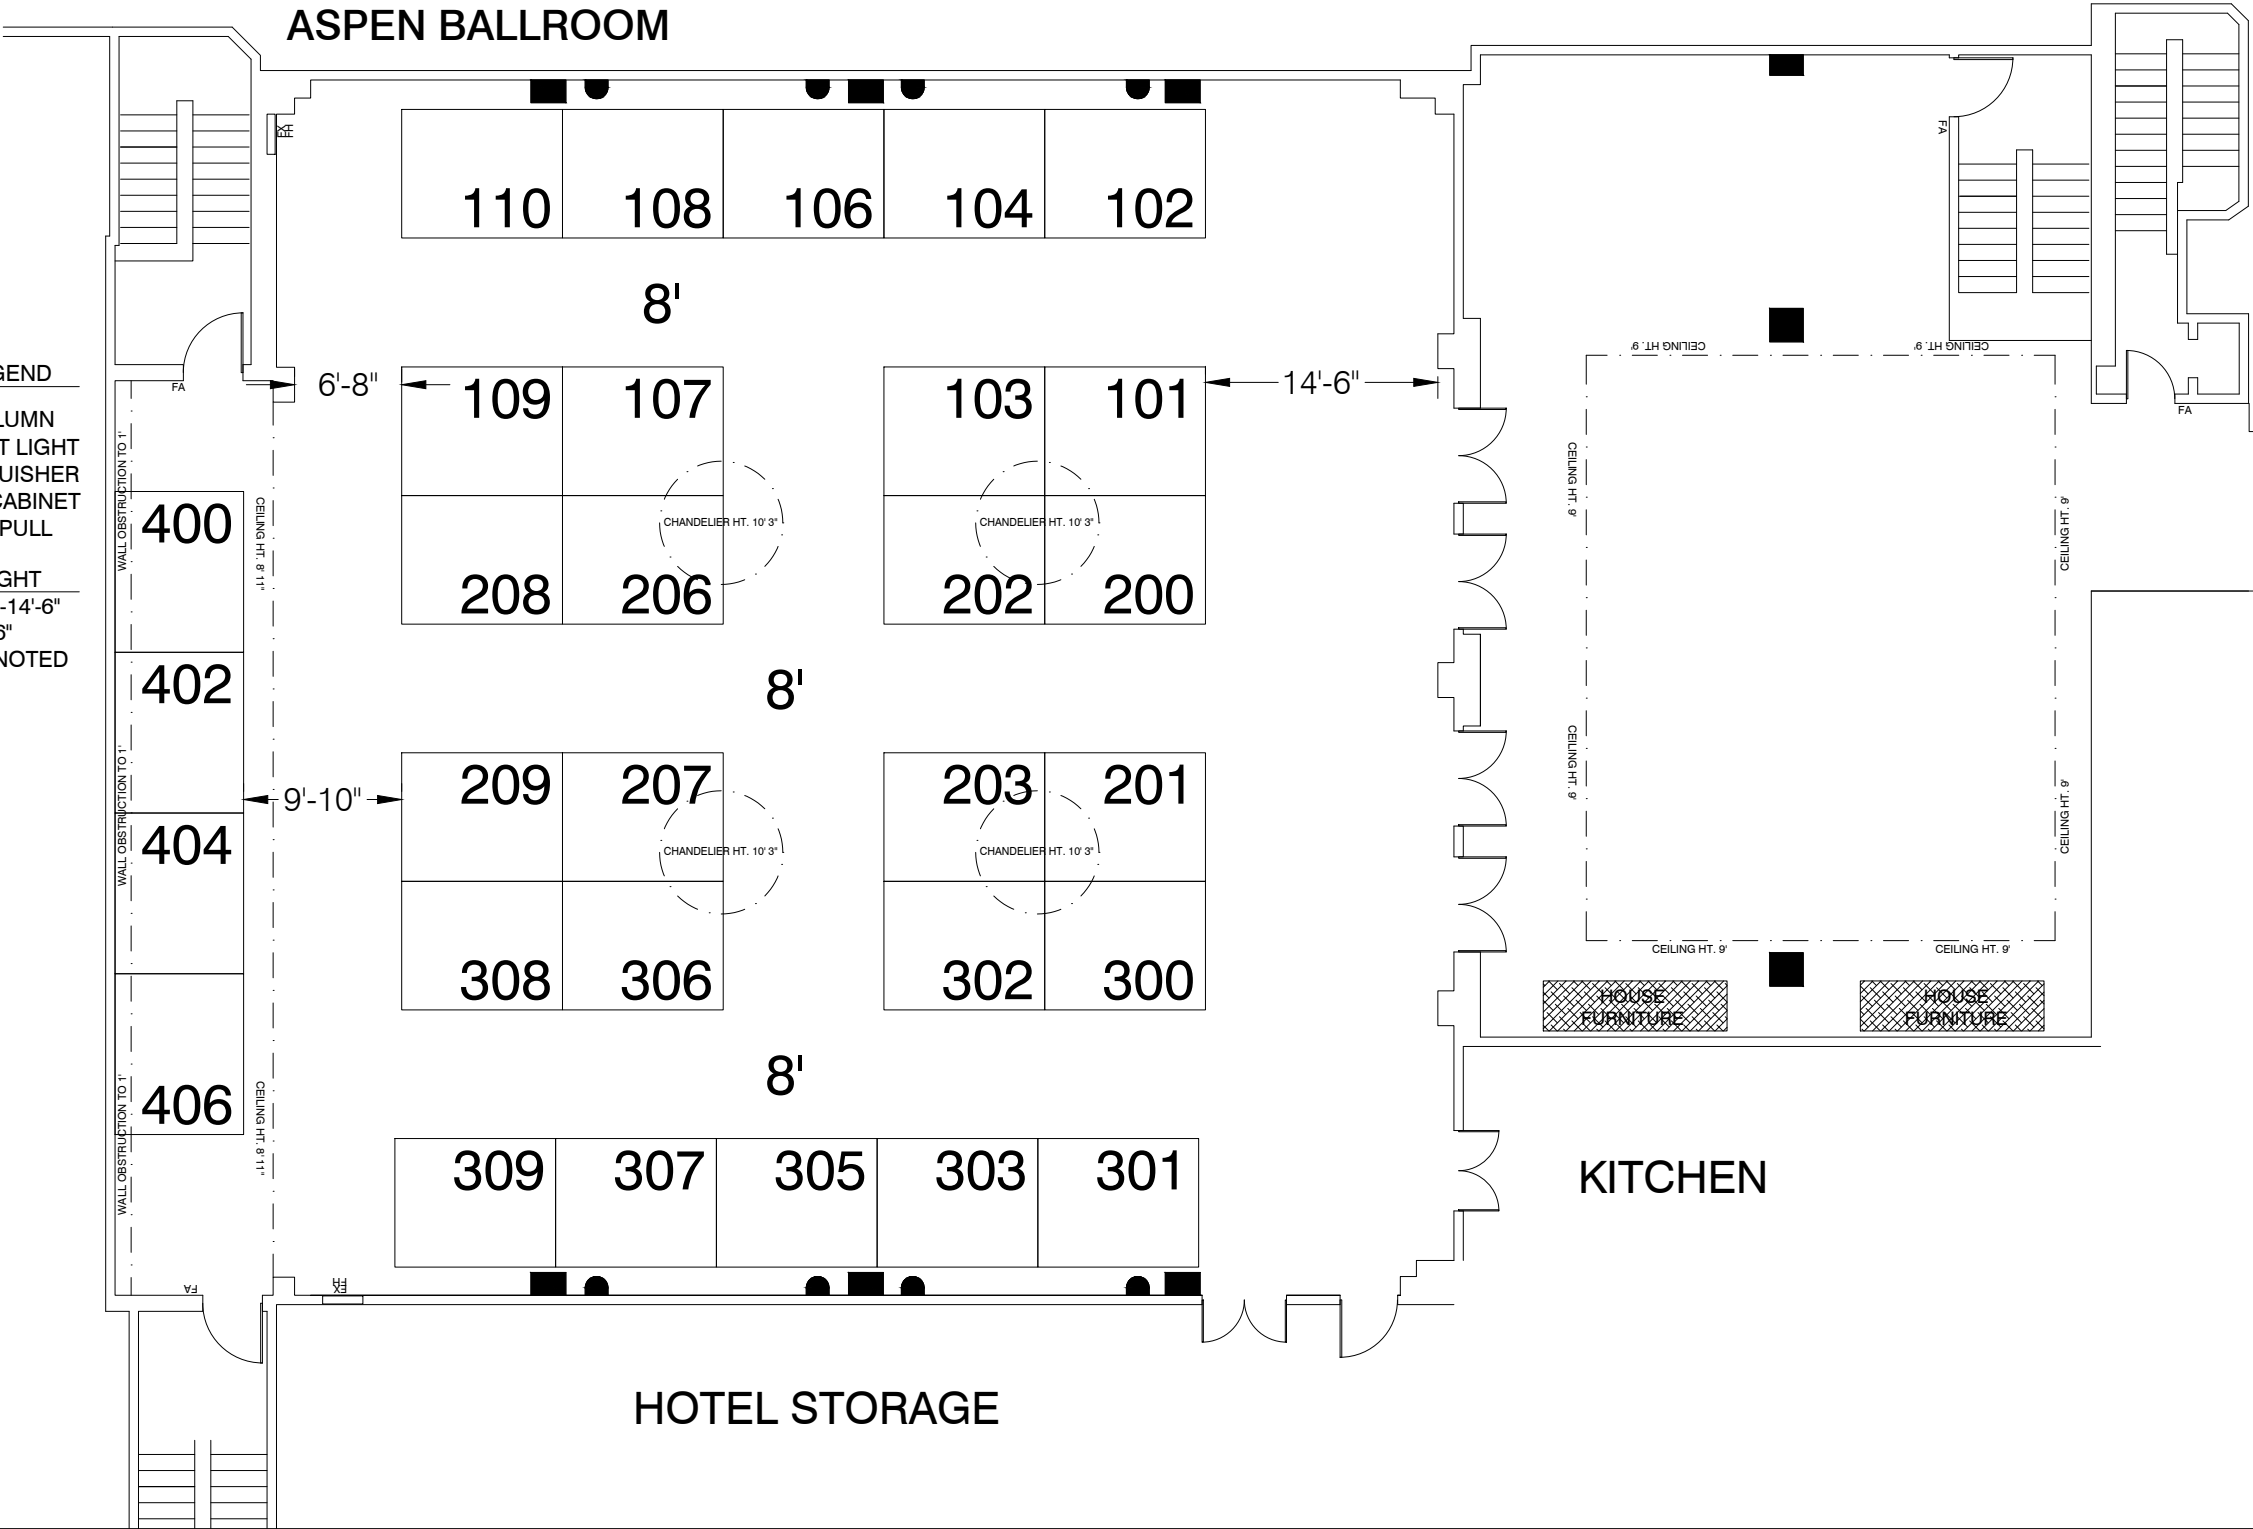 ASPEN BALLROOM
FX
FH
110
108
106
104
102
FA
8'
CEILING HT. 9'
CEILING HT. 9'
GEND
LUMN
T LIGHT
UISHER
CABINET
PULL
GHT
-14'-6"
6"
NOTED
FA
6'-8"
109
107
103
101
14'-6"
FA
WALL OBSTRUCTION TO 1'
400
CEILING HT. 8' 11"
CHANDELIER HT. 10' 3"
CHANDELIER HT. 10' 3"
CEILING HT. 9'
CEILING HT. 9'
208
206
202
200
402
8'
WALL OBSTRUCTION TO 1'
9'-10"
209
207
203
201
CEILING HT. 9'
CEILING HT. 9'
404
CHANDELIER HT. 10' 3"
CHANDELIER HT. 10' 3"
308
306
302
300
CEILING HT. 9'
CEILING HT. 9'
HOUSE
FURNITURE
HOUSE
FURNITURE
8'
406
WALL OBSTRUCTION TO 1'
CEILING HT. 8' 11"
309
307
305
303
301
KITCHEN
FA
FX
FH
HOTEL STORAGE